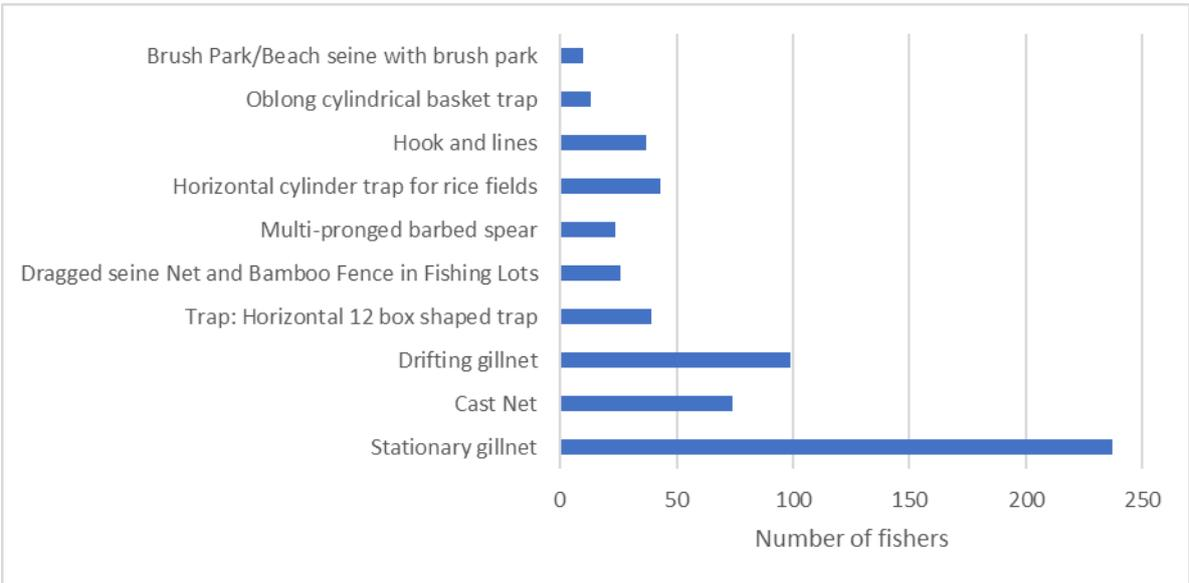 Brush Park/Beach seine with brush park
Oblong cylindrical basket trap
Hook and lines
Horizontal cylinder trap for rice fields
Multi-pronged barbed spear
Dragged seine Net and Bamboo Fence in Fishing Lots
Trap: Horizontal 12 box shaped trap
Drifting gillnet
Cast Net
Stationary gillnet
0 50 100 150 200 250
Number of fishers